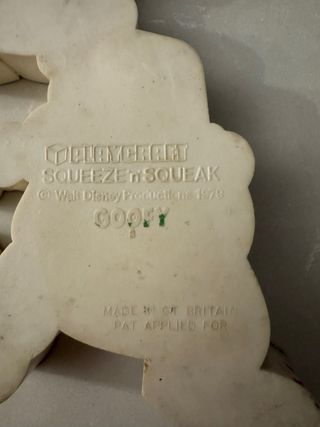 PLAYCRAFT
SQUEEZE 'n' SQUEAK
© Walt Disney Productions 1979
GOOFY
MADE IN GT BRITAIN
PAT APPLIED FOR